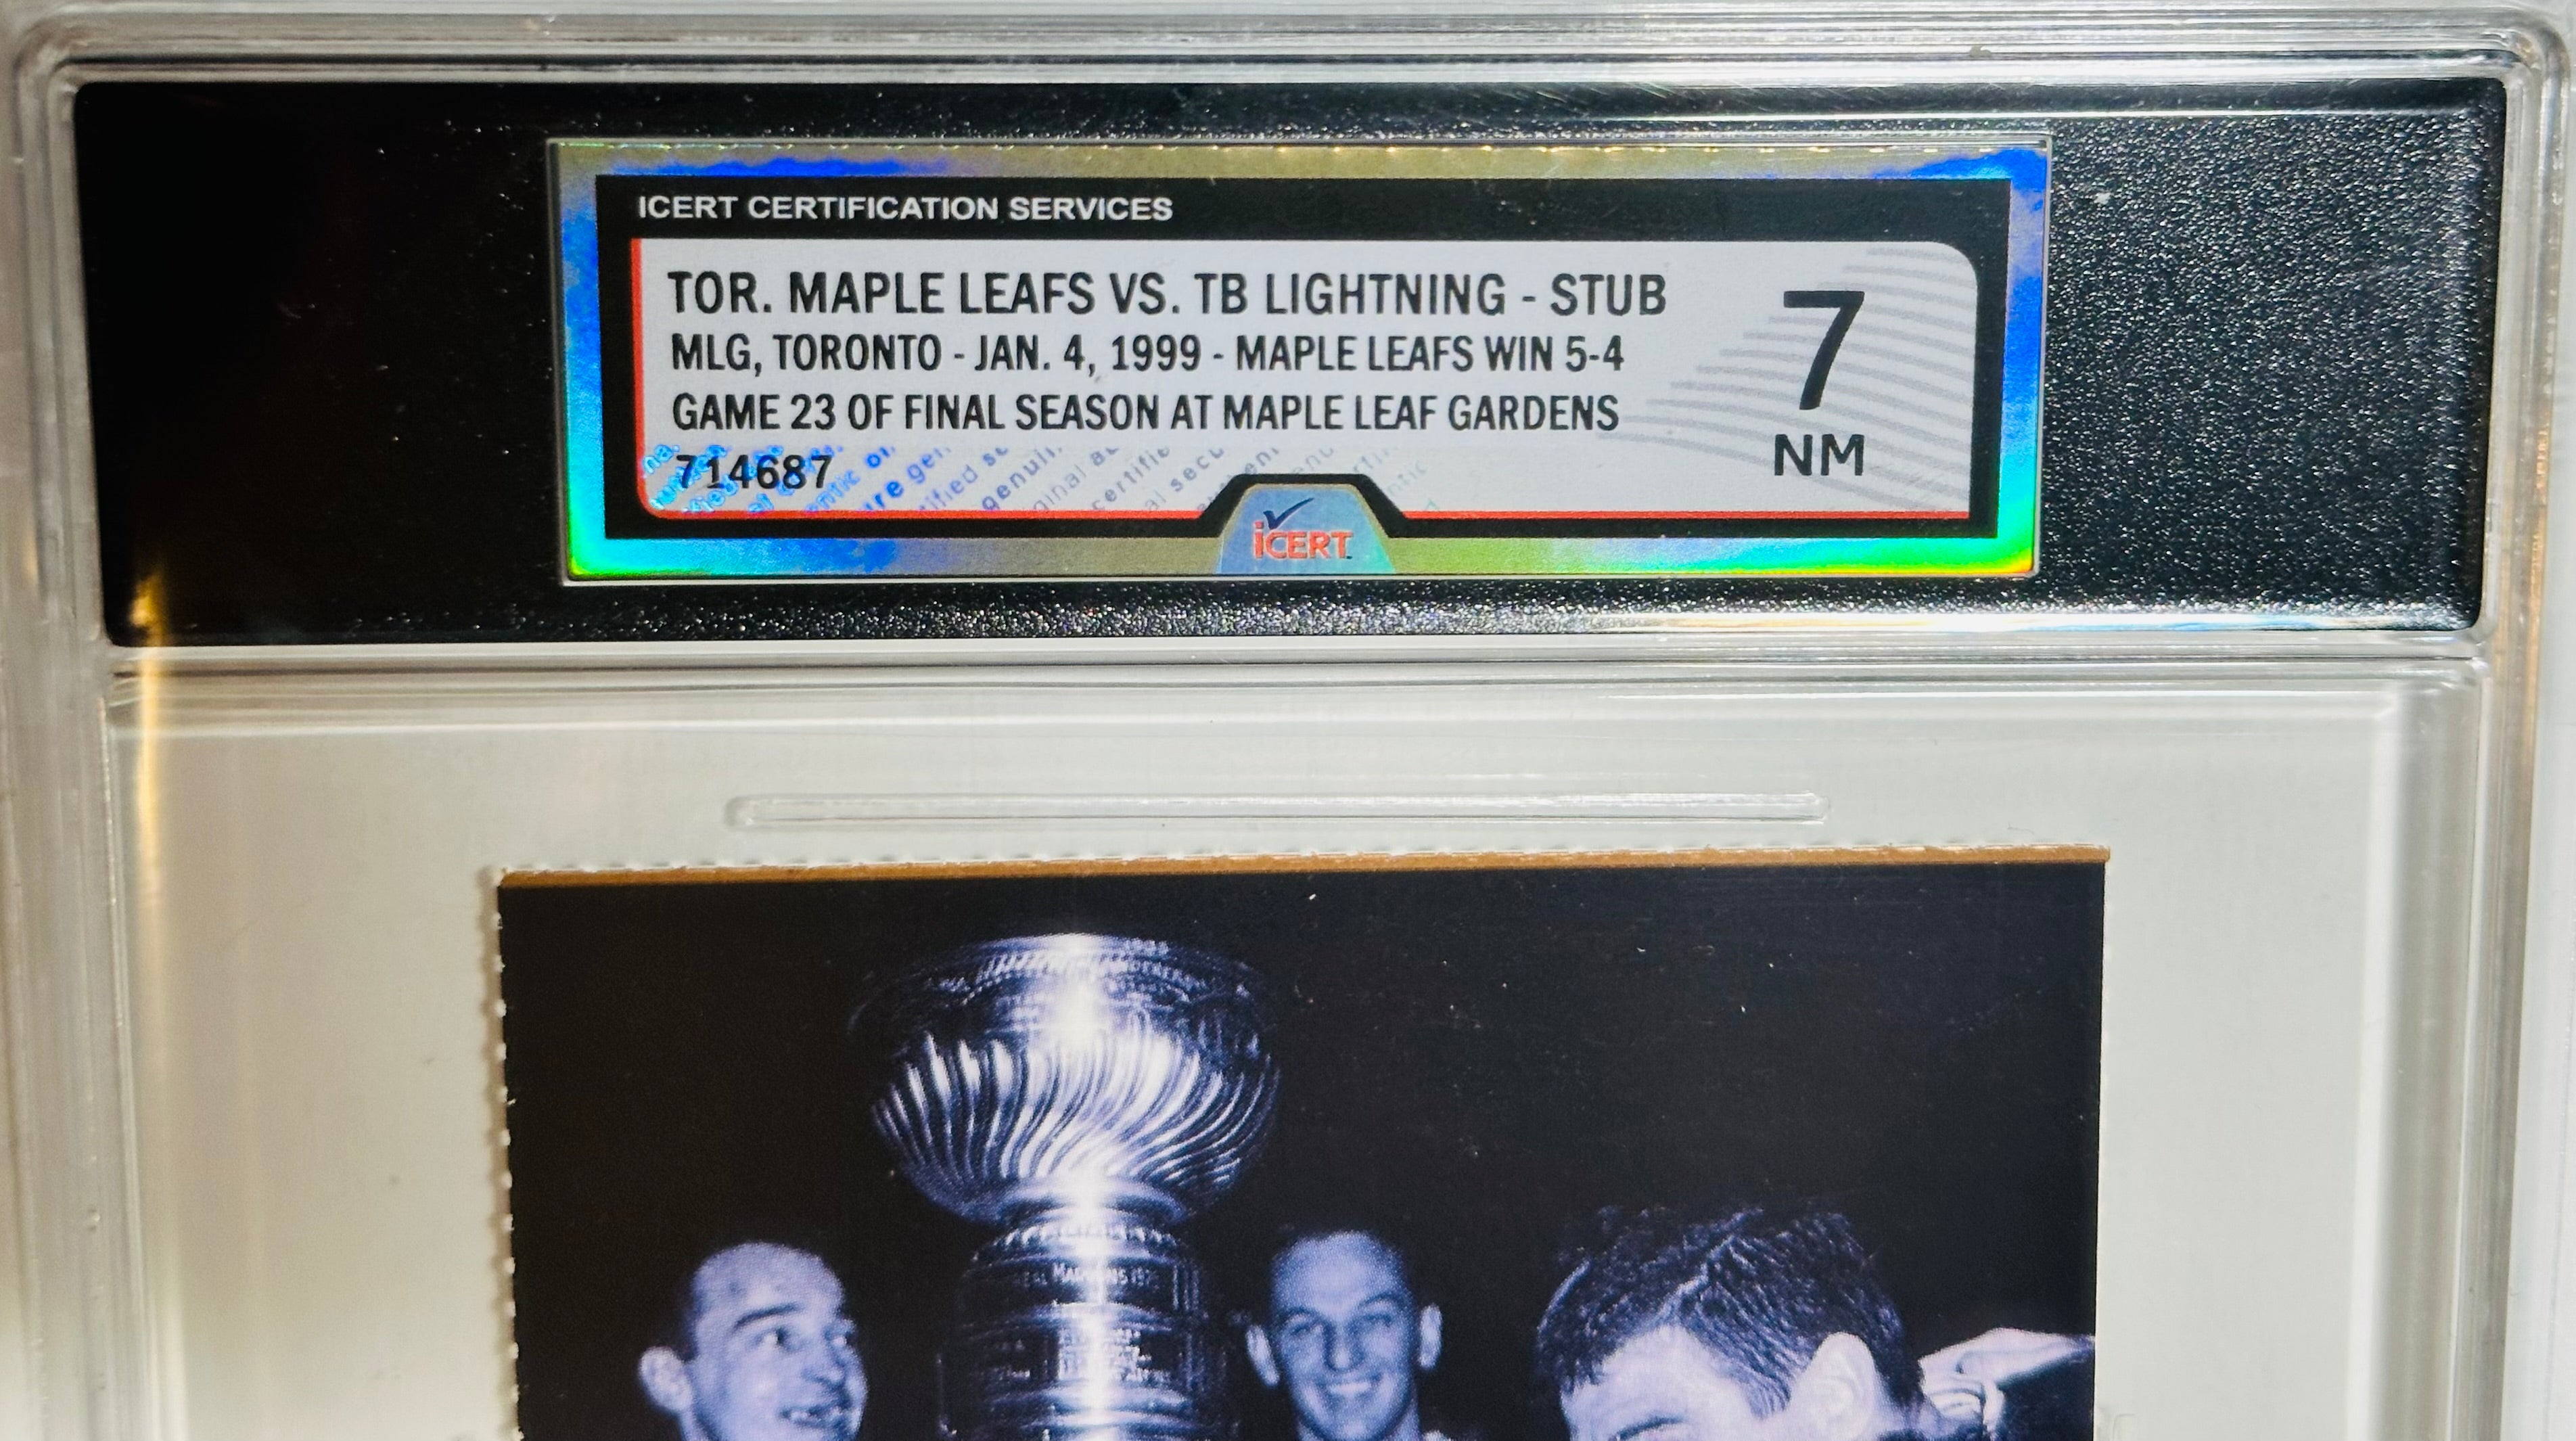 iCERT CERTIFICATION SERVICES
TOR. MAPLE LEAFS VS. TB LIGHTNING - STUB
MLG, TORONTO - JAN. 4, 1999 - MAPLE LEAFS WIN 5-4
GAME 23 OF FINAL SEASON AT MAPLE LEAF GARDENS
7
NM
714687
iCERT